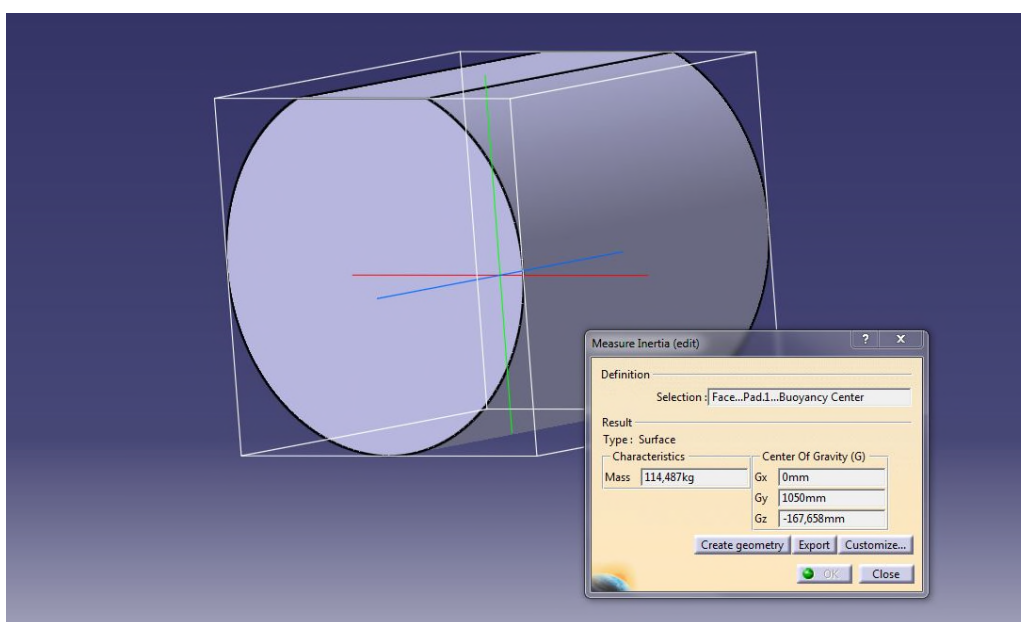 Measure Inertia (edit) ? X
Definition
Selection : Face...Pad.1...Buoyancy Center
Result
Type : Surface
Characteristics Center Of Gravity (G)
Mass 114,487kg Gx 0mm
Gy 1050mm
Gz -167,658mm
Create geometry Export Customize...
OK Close